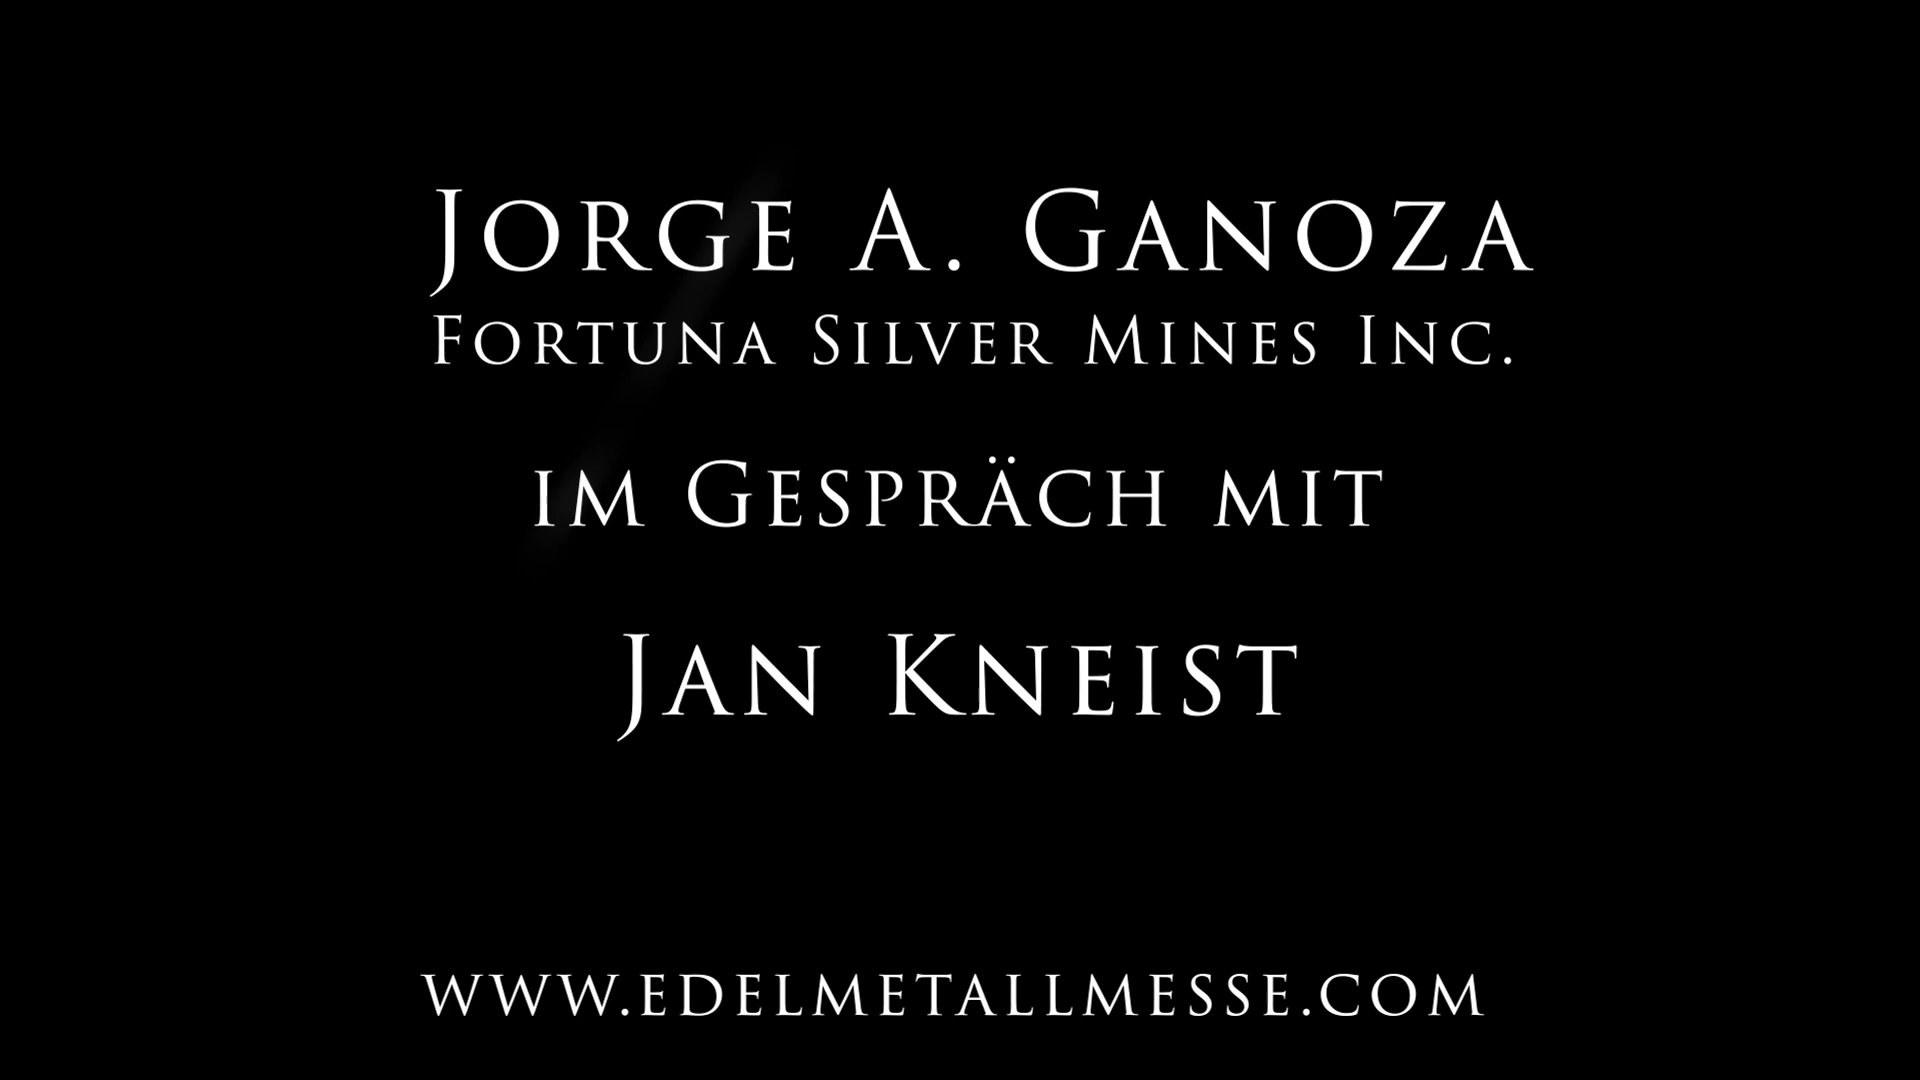 Jorge A. Ganoza
Fortuna Silver Mines Inc.
im Gespräch mit
Jan Kneist
www.edelmetallmesse.com